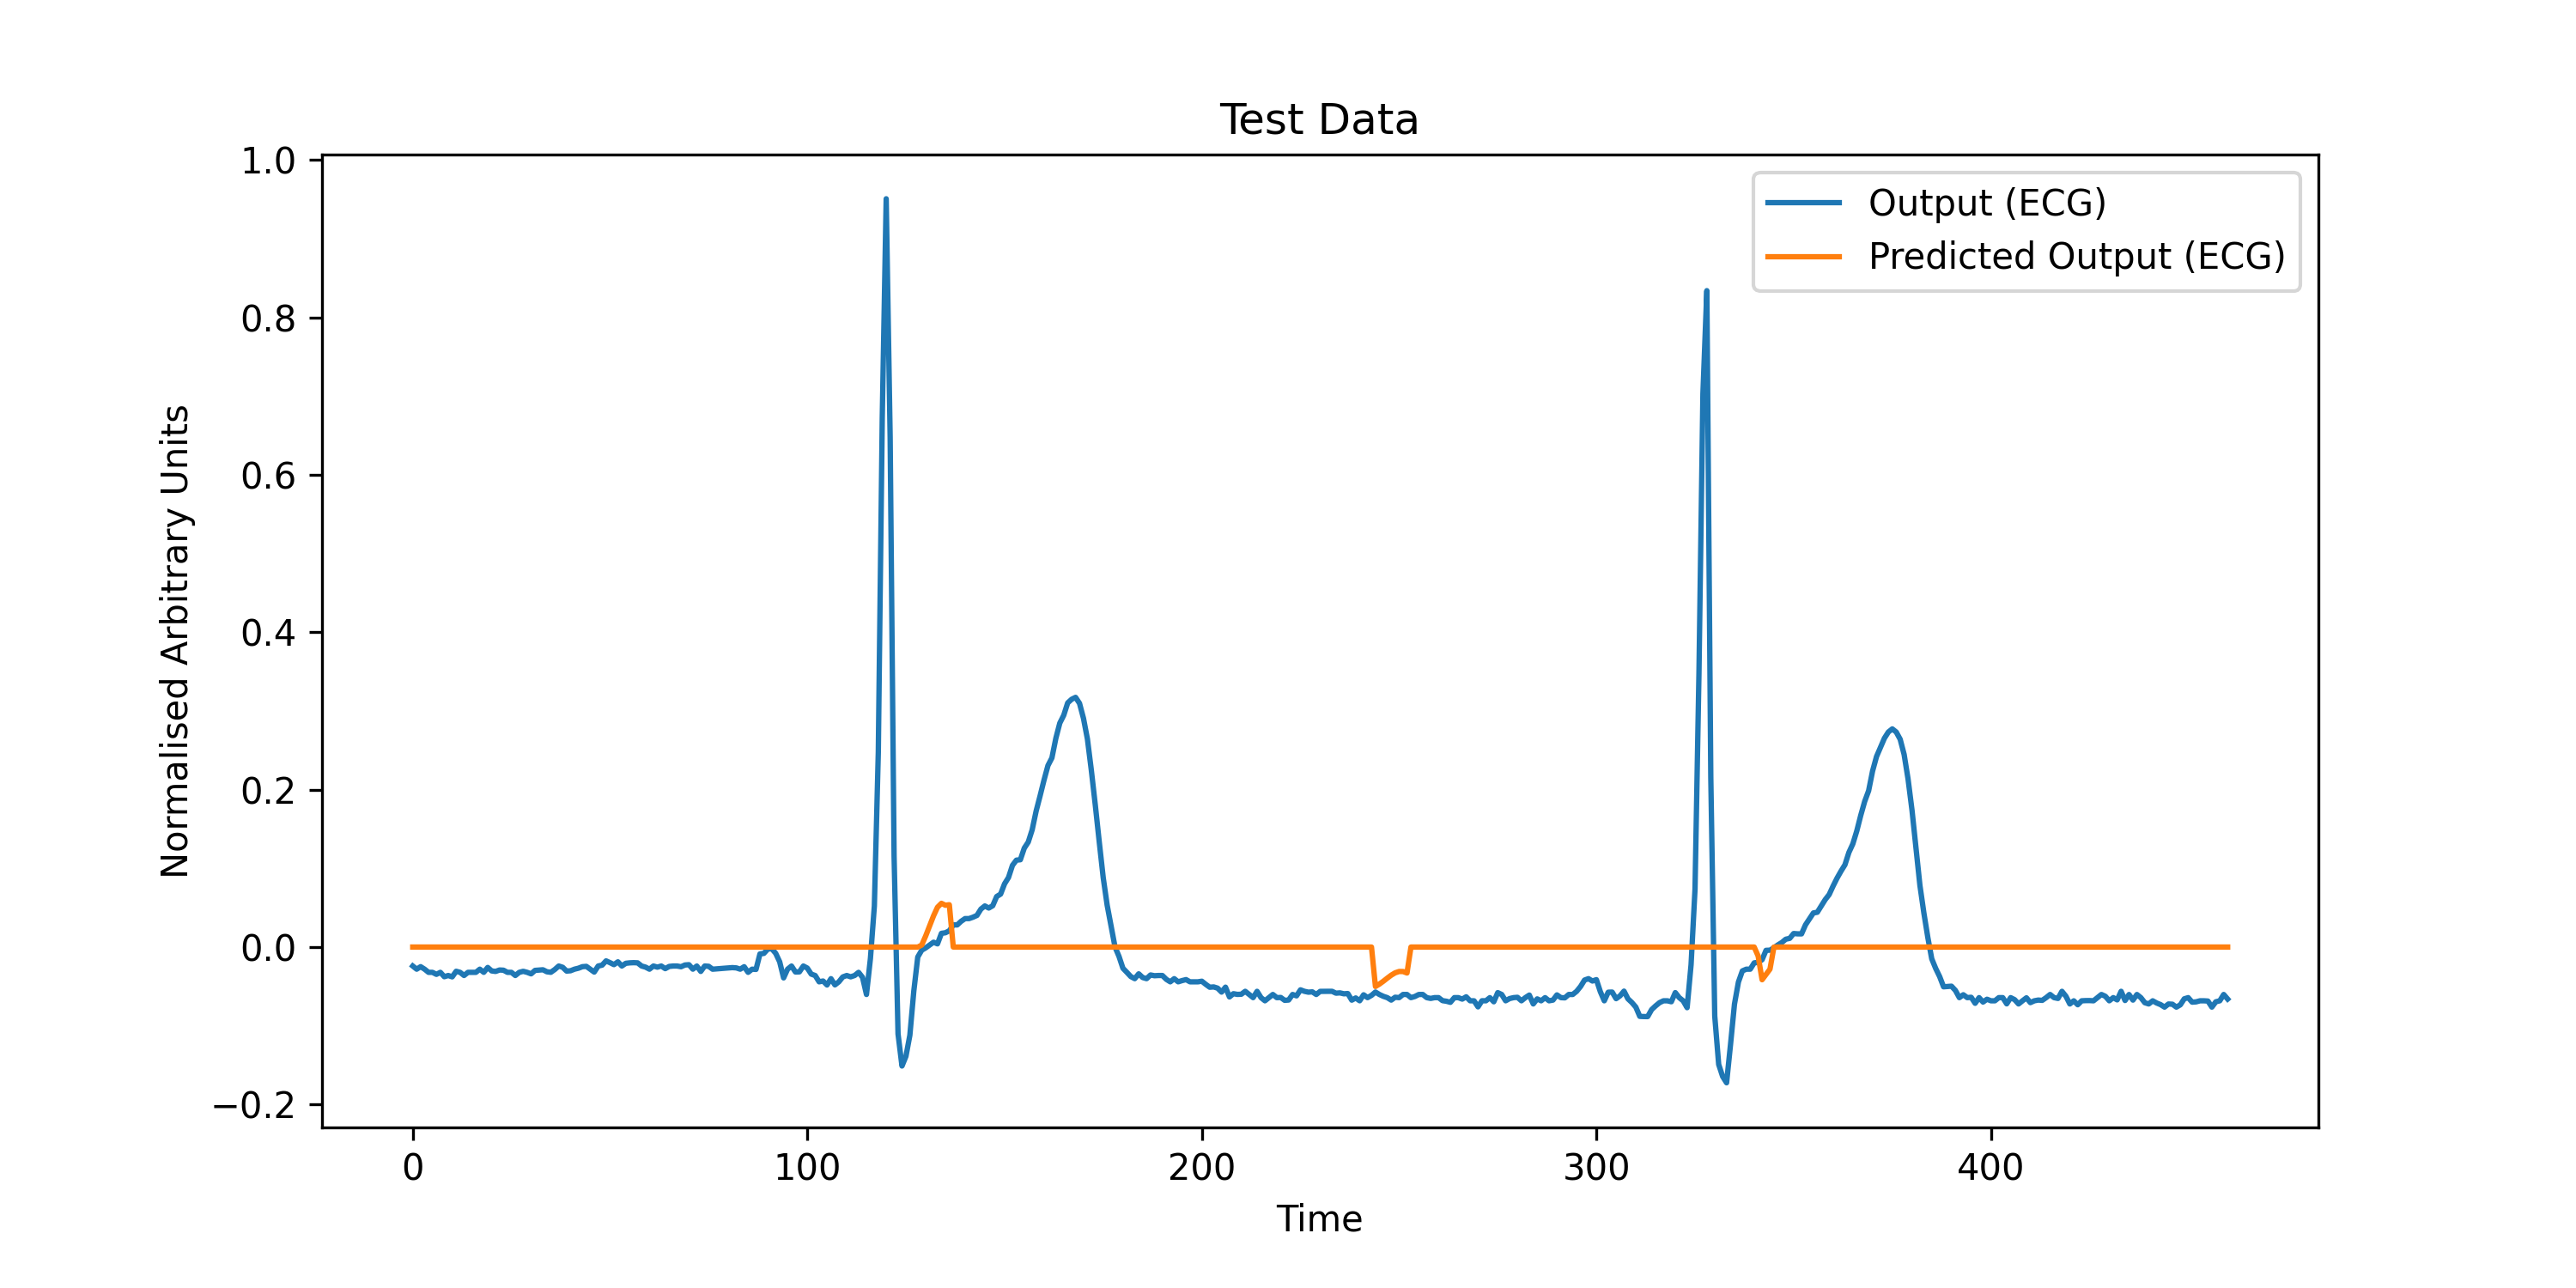 Test Data
1.0
0.8
0.6
0.4
0.2
0.0
−0.2
Normalised Arbitrary Units
Output (ECG)
Predicted Output (ECG)
0 100 200 300 400
Time